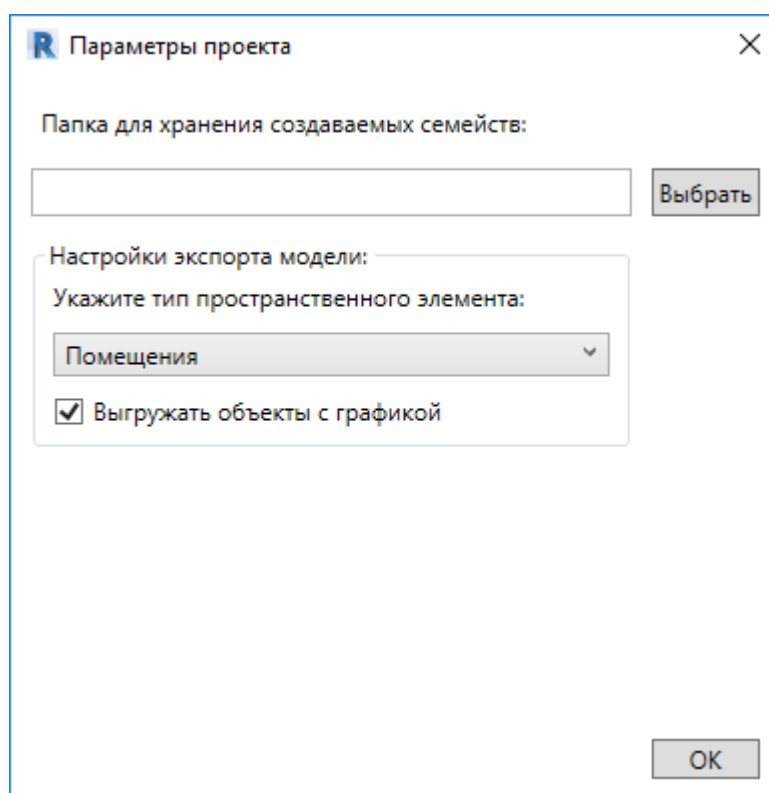 R Параметры проекта
Папка для хранения создаваемых семейств:
Выбрать
Настройки экспорта модели:
Укажите тип пространственного элемента:
Помещения
Выгружать объекты с графикой
OK